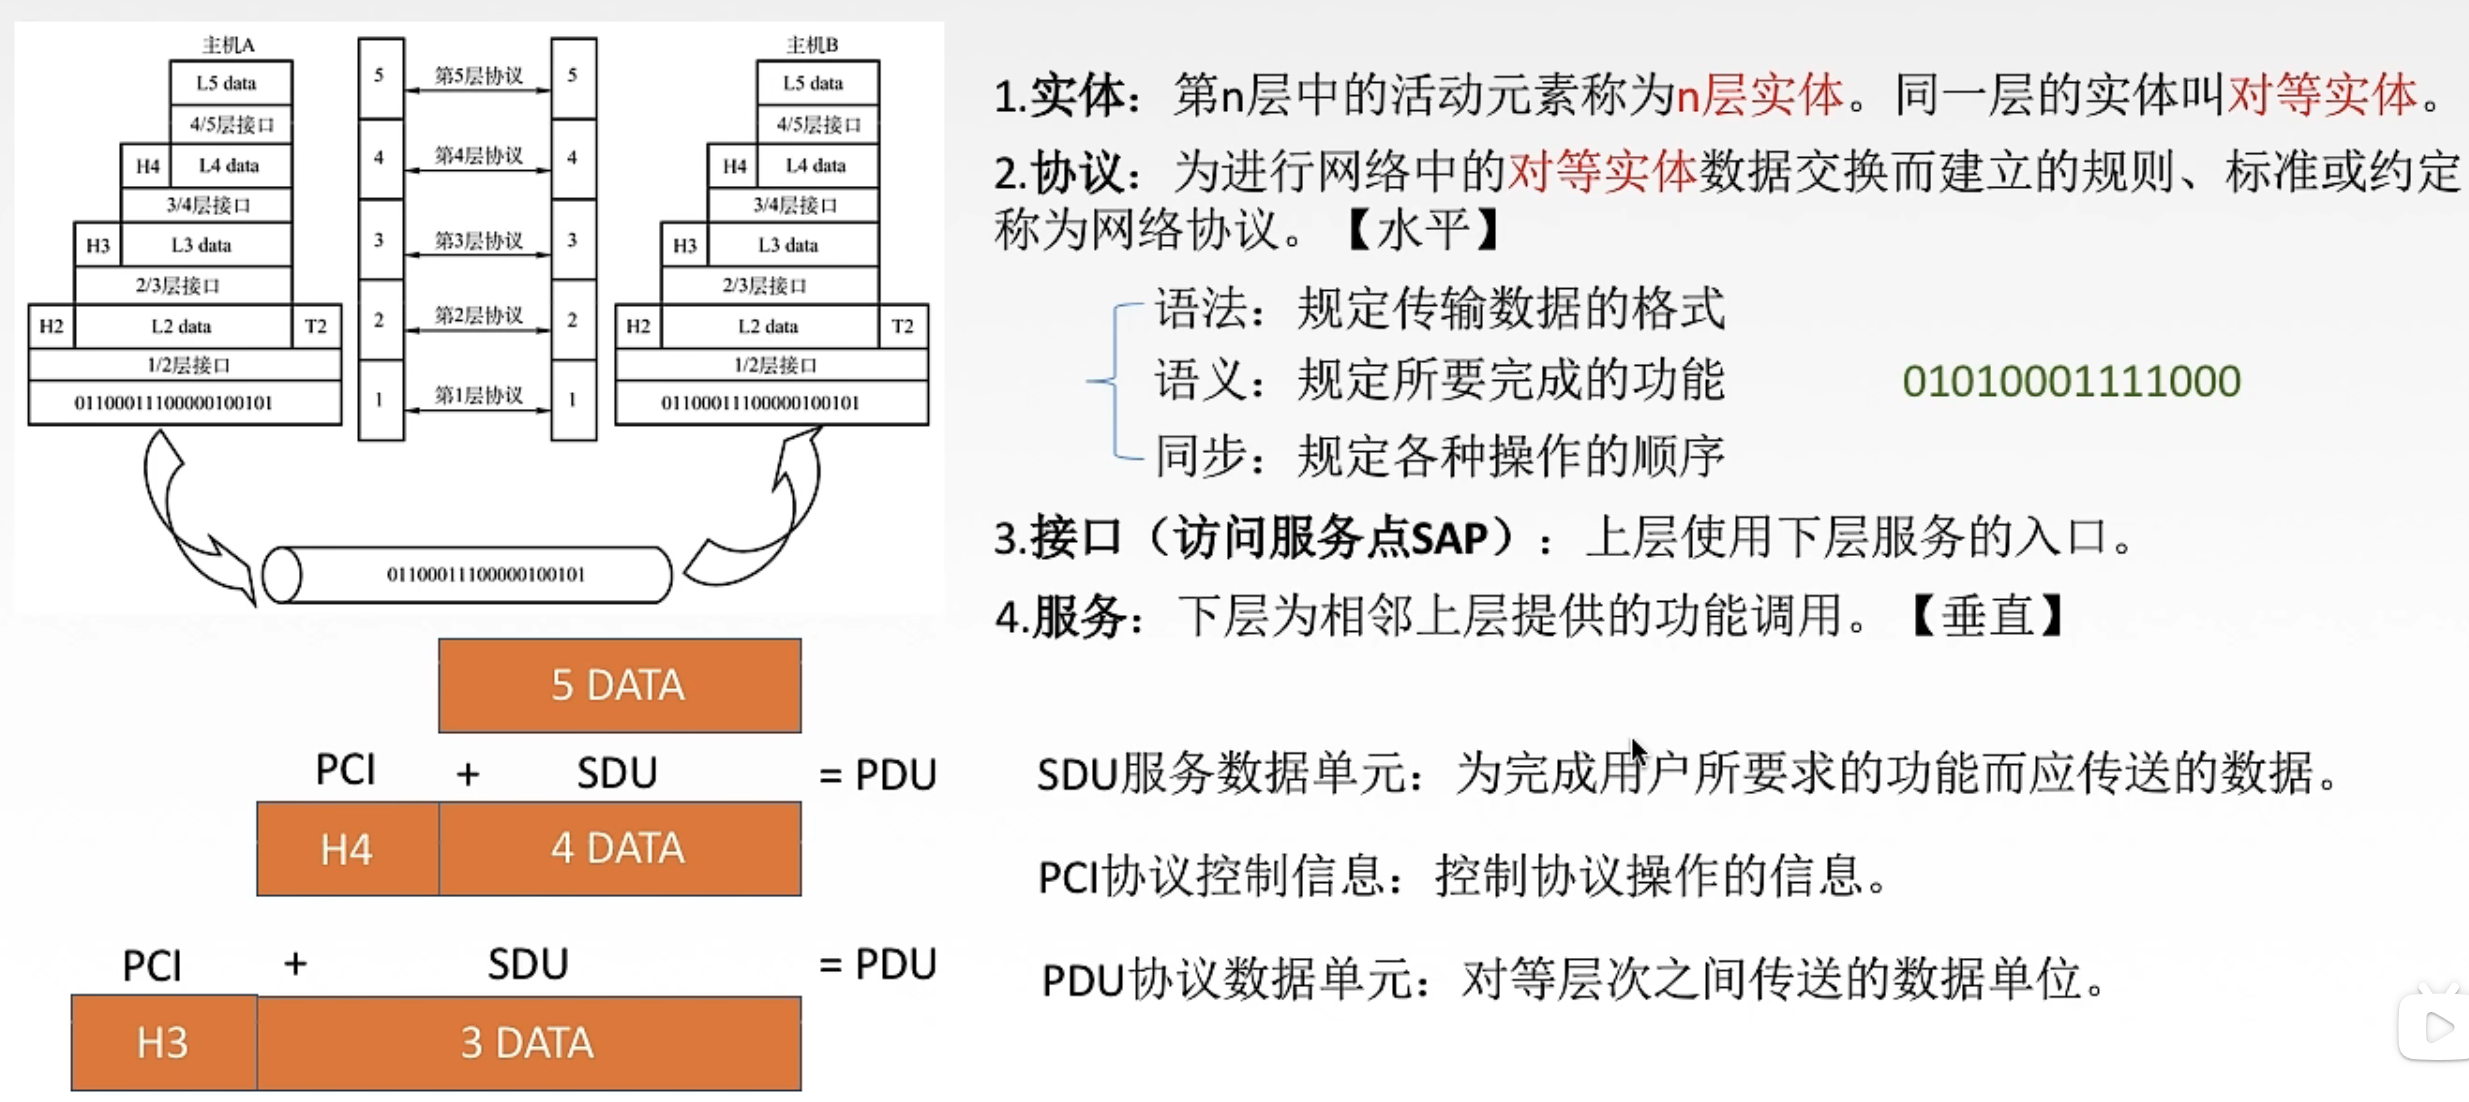 主机A
L5 data
4/5层接口
H4 L4 data
3/4层接口
H3 L3 data
2/3层接口
H2 L2 data T2
1/2层接口
01100011100000100101
5 第5层协议 5
4 第4层协议 4
3 第3层协议 3
2 第2层协议 2
1 第1层协议 1
主机B
L5 data
4/5层接口
H4 L4 data
3/4层接口
H3 L3 data
2/3层接口
H2 L2 data T2
1/2层接口
01100011100000100101
01100011100000100101
5 DATA
PCI + SDU = PDU
H4 4 DATA
PCI + SDU = PDU
H3 3 DATA
1.实体：第n层中的活动元素称为n层实体。同一层的实体叫对等实体。
2.协议：为进行网络中的对等实体数据交换而建立的规则、标准或约定
称为网络协议。【水平】
语法：规定传输数据的格式
语义：规定所要完成的功能
01010001111000
同步：规定各种操作的顺序
3.接口（访问服务点SAP）：上层使用下层服务的入口。
4.服务：下层为相邻上层提供的功能调用。【垂直】
SDU服务数据单元：为完成用户所要求的功能而应传送的数据。
PCI协议控制信息：控制协议操作的信息。
PDU协议数据单元：对等层次之间传送的数据单位。